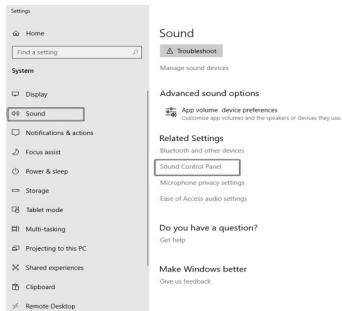 Settings
Home
Find a setting
System
Display
Sound
Notifications & actions
Focus assist
Power & sleep
Storage
Tablet mode
Multi-tasking
Projecting to this PC
Shared experiences
Clipboard
Remote Desktop
Sound
Troubleshoot
Manage sound devices
Advanced sound options
App volume device preferences
Customise app volumes and the speakers or devices they use.
Related Settings
Bluetooth and other devices
Sound Control Panel
Microphone privacy settings
Ease of Access audio settings
Do you have a question?
Get help
Make Windows better
Give us feedback